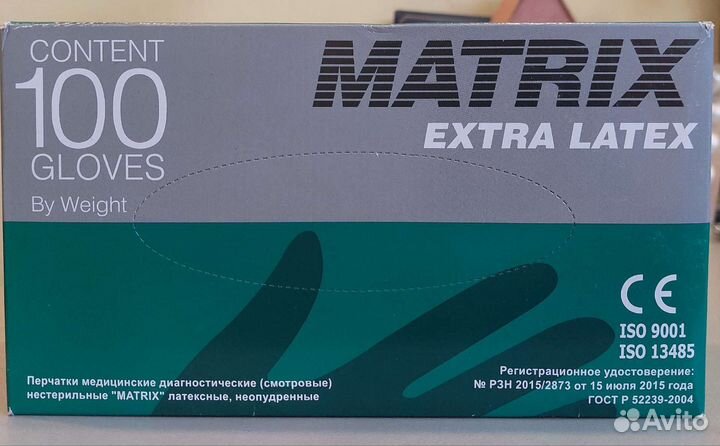 CONTENT
100
GLOVES
By Weight
MATRIX
EXTRA LATEX
CE
ISO 9001
ISO 13485
Перчатки медицинские диагностические (смотровые)
нестерильные "MATRIX" латексные, неопудренные
Регистрационное удостоверение:
№ РЗН 2015/2873 от 15 июля 2015 года
ГОСТ Р 52239-2004
Avito